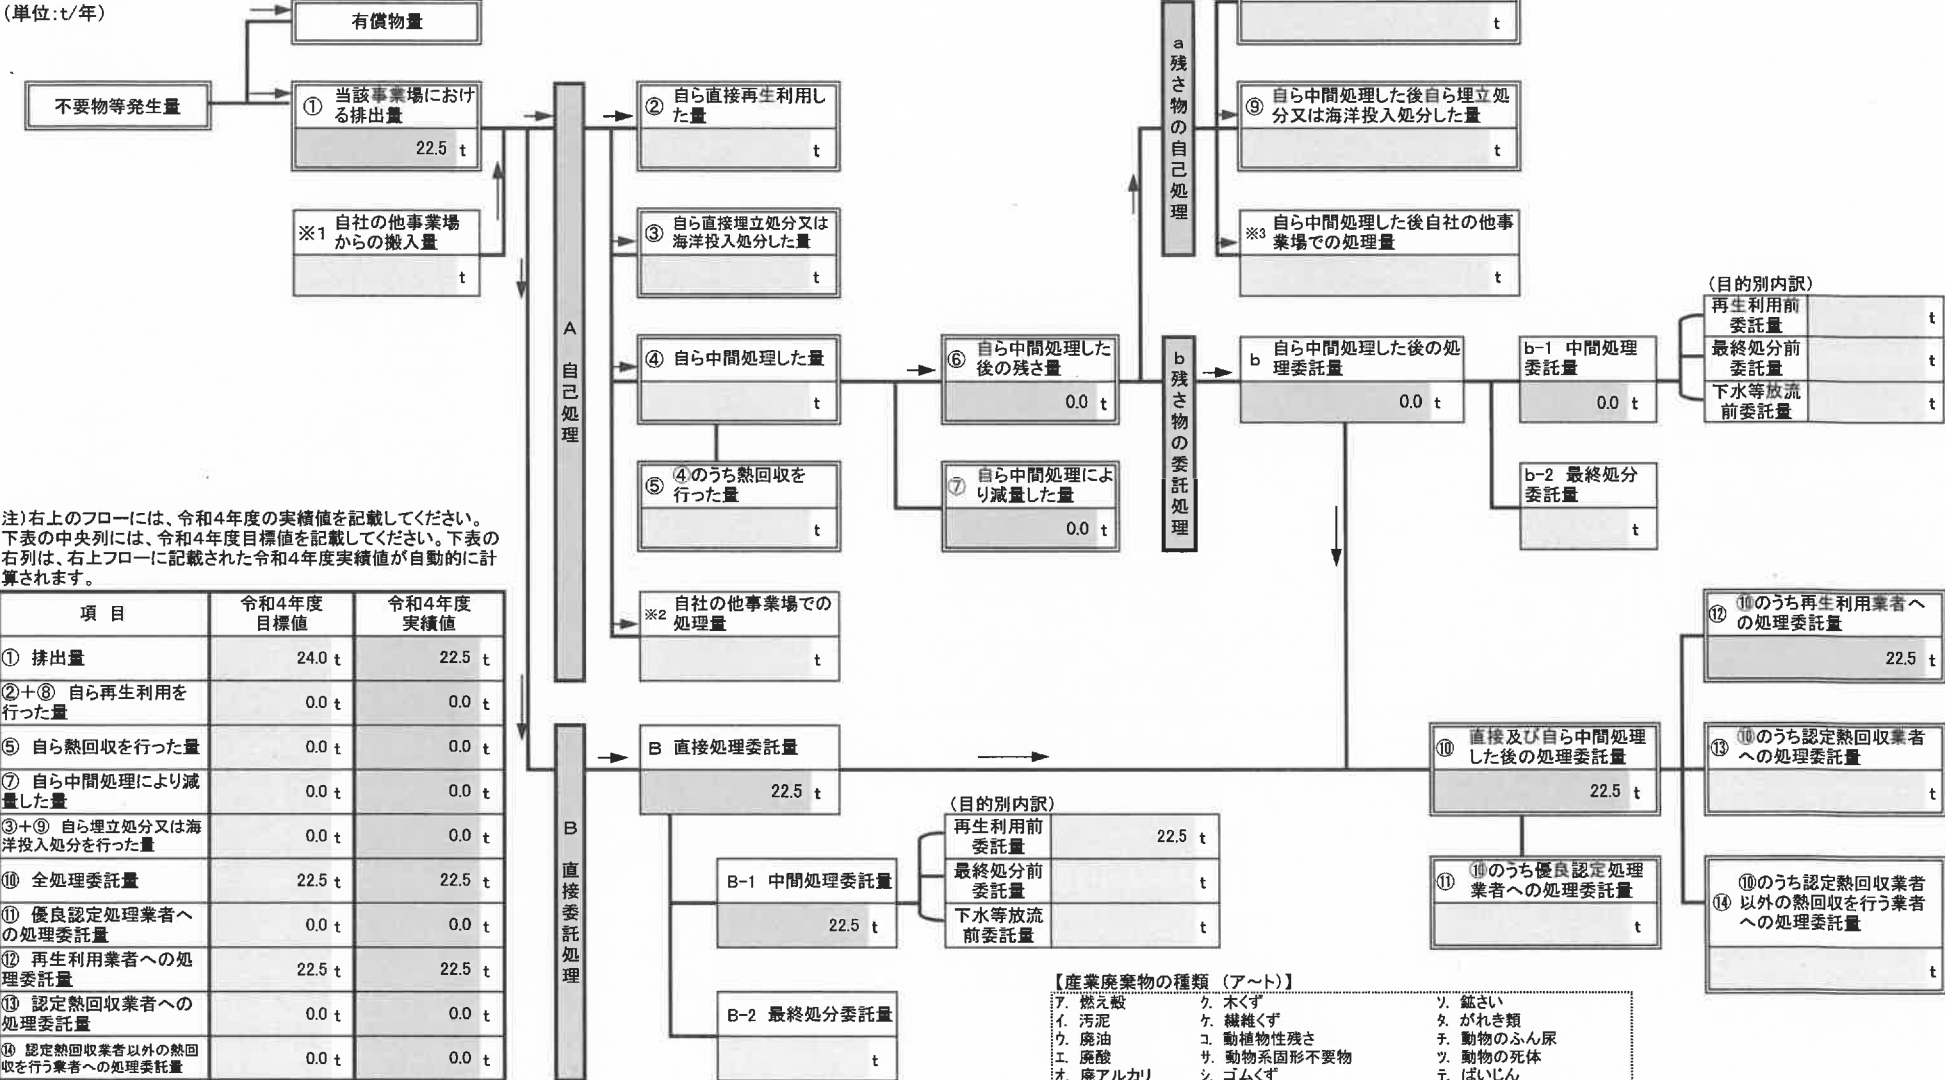 (単位:t/年)
有償物量
不要物等発生量
① 当該事業場におけ
る排出量
22.5 t
※1 自社の他事業場
からの搬入量
t
A 自己処理
② 自ら直接再生利用し
た量
t
③ 自ら直接埋立処分又は
海洋投入処分した量
t
④ 自ら中間処理した量
t
⑤ ④のうち熱回収を
行った量
t
※2 自社の他事業場での
処理量
t
⑥ 自ら中間処理した
後の残さ量
0.0 t
⑦ 自ら中間処理によ
り減量した量
0.0 t
a 残さ物の自己処理
t
⑨ 自ら中間処理した後自ら埋立処
分又は海洋投入処分した量
t
※3 自ら中間処理した後自社の他事
業場での処理量
t
b 残さ物の委託処理
b 自ら中間処理した後の処
理委託量
0.0 t
b-1 中間処理
委託量
0.0 t
b-2 最終処分
委託量
t
(目的別内訳)
再生利用前
委託量
t
最終処分前
委託量
t
下水等放流
前委託量
t
注)右上のフローには、令和4年度の実績値を記載してください。
下表の中央列には、令和4年度目標値を記載してください。下表の
右列は、右上フローに記載された令和4年度実績値が自動的に計
算されます。
項 目 令和4年度 目標値 令和4年度 実績値
① 排出量 24.0 t 22.5 t
②+⑧ 自ら再生利用を
行った量 0.0 t 0.0 t
⑤ 自ら熱回収を行った量 0.0 t 0.0 t
⑦ 自ら中間処理により減
量した量 0.0 t 0.0 t
③+⑨ 自ら埋立処分又は海
洋投入処分を行った量 0.0 t 0.0 t
⑩ 全処理委託量 22.5 t 22.5 t
⑪ 優良認定処理業者へ
の処理委託量 0.0 t 0.0 t
⑫ 再生利用業者への処
理委託量 22.5 t 22.5 t
⑬ 認定熱回収業者への
処理委託量 0.0 t 0.0 t
⑭ 認定熱回収業者以外の熱回
収を行う業者への処理委託量 0.0 t 0.0 t
B 直接委託処理
B 直接処理委託量
22.5 t
B-1 中間処理委託量
22.5 t
B-2 最終処分委託量
t
(目的別内訳)
再生利用前
委託量
22.5 t
最終処分前
委託量
t
下水等放流
前委託量
t
⑩ 直接及び自ら中間処理
した後の処理委託量
22.5 t
⑪ ⑩のうち優良認定処理
業者への処理委託量
t
⑫ ⑩のうち再生利用業者へ
の処理委託量
22.5 t
⑬ ⑩のうち認定熱回収業者
への処理委託量
t
⑭ ⑩のうち認定熱回収業者
以外の熱回収を行う業者
への処理委託量
t
【産業廃棄物の種類 (ア~ト)】
ア. 燃え殻 ク. 木くず ソ. 鉱さい
イ. 汚泥 ケ. 繊維くず タ. がれき類
ウ. 廃油 コ. 動植物性残さ チ. 動物のふん尿
エ. 廃酸 サ. 動物系固形不要物 ツ. 動物の死体
オ. 廃アルカリ シ. ゴムくず テ. ばいじん